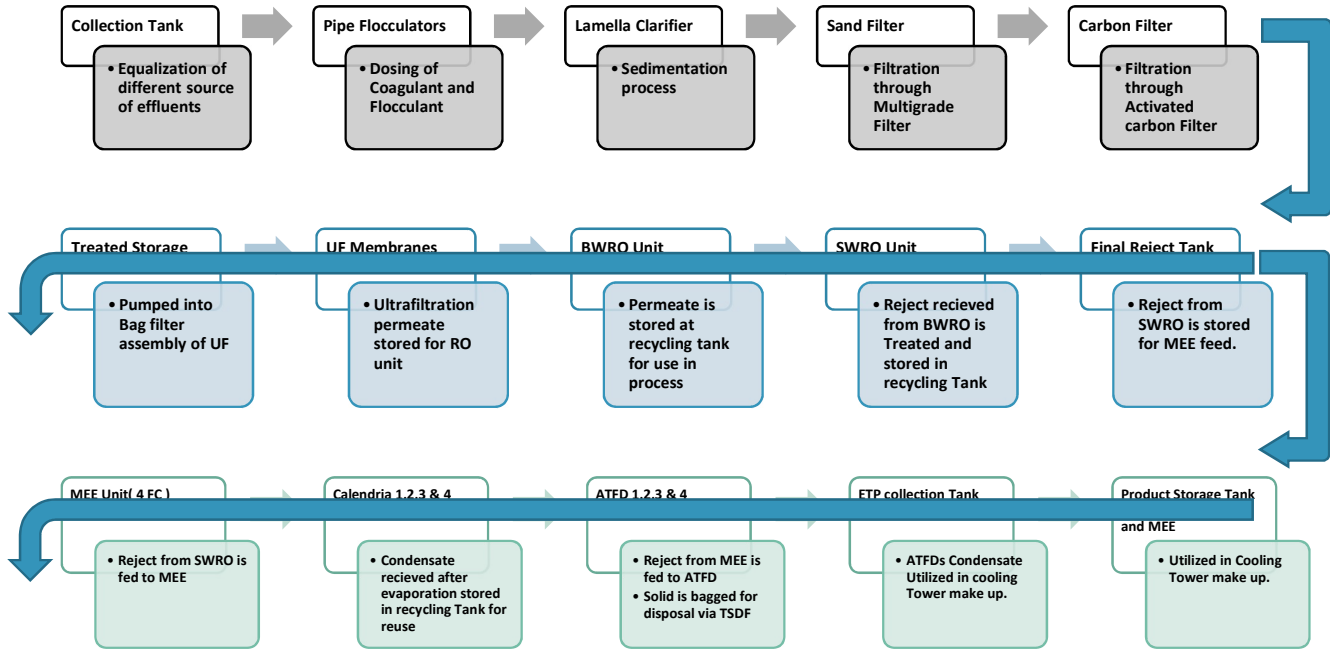 Collection Tank
• Equalization of
different source
of effluents
Pipe Flocculators
• Dosing of
Coagulant and
Flocculant
Lamella Clarifier
• Sedimentation
process
Sand Filter
• Filtration
through
Multigrade
Filter
Carbon Filter
• Filtration
through
Activated
carbon Filter
Treated Storage
• Pumped into
Bag filter
assembly of UF
UF Membranes
• Ultrafiltration
permeate
stored for RO
unit
BWRO Unit
• Permeate is
stored at
recycling tank
for use in
process
SWRO Unit
• Reject recieved
from BWRO is
Treated and
stored in
recycling Tank
Final Reject Tank
• Reject from
SWRO is stored
for MEE feed.
MEE Unit( 4 FC )
• Reject from SWRO is
fed to MEE
Calendria 1,2,3 & 4
• Condensate
recieved after
evaporation stored
in recycling Tank for
reuse
ATFD 1,2,3 & 4
• Reject from MEE is
fed to ATFD
• Solid is bagged for
disposal via TSDF
ETP collection Tank
• ATFDs Condensate
Utilized in cooling
Tower make up.
Product Storage Tank
and MEE
• Utilized in Cooling
Tower make up.